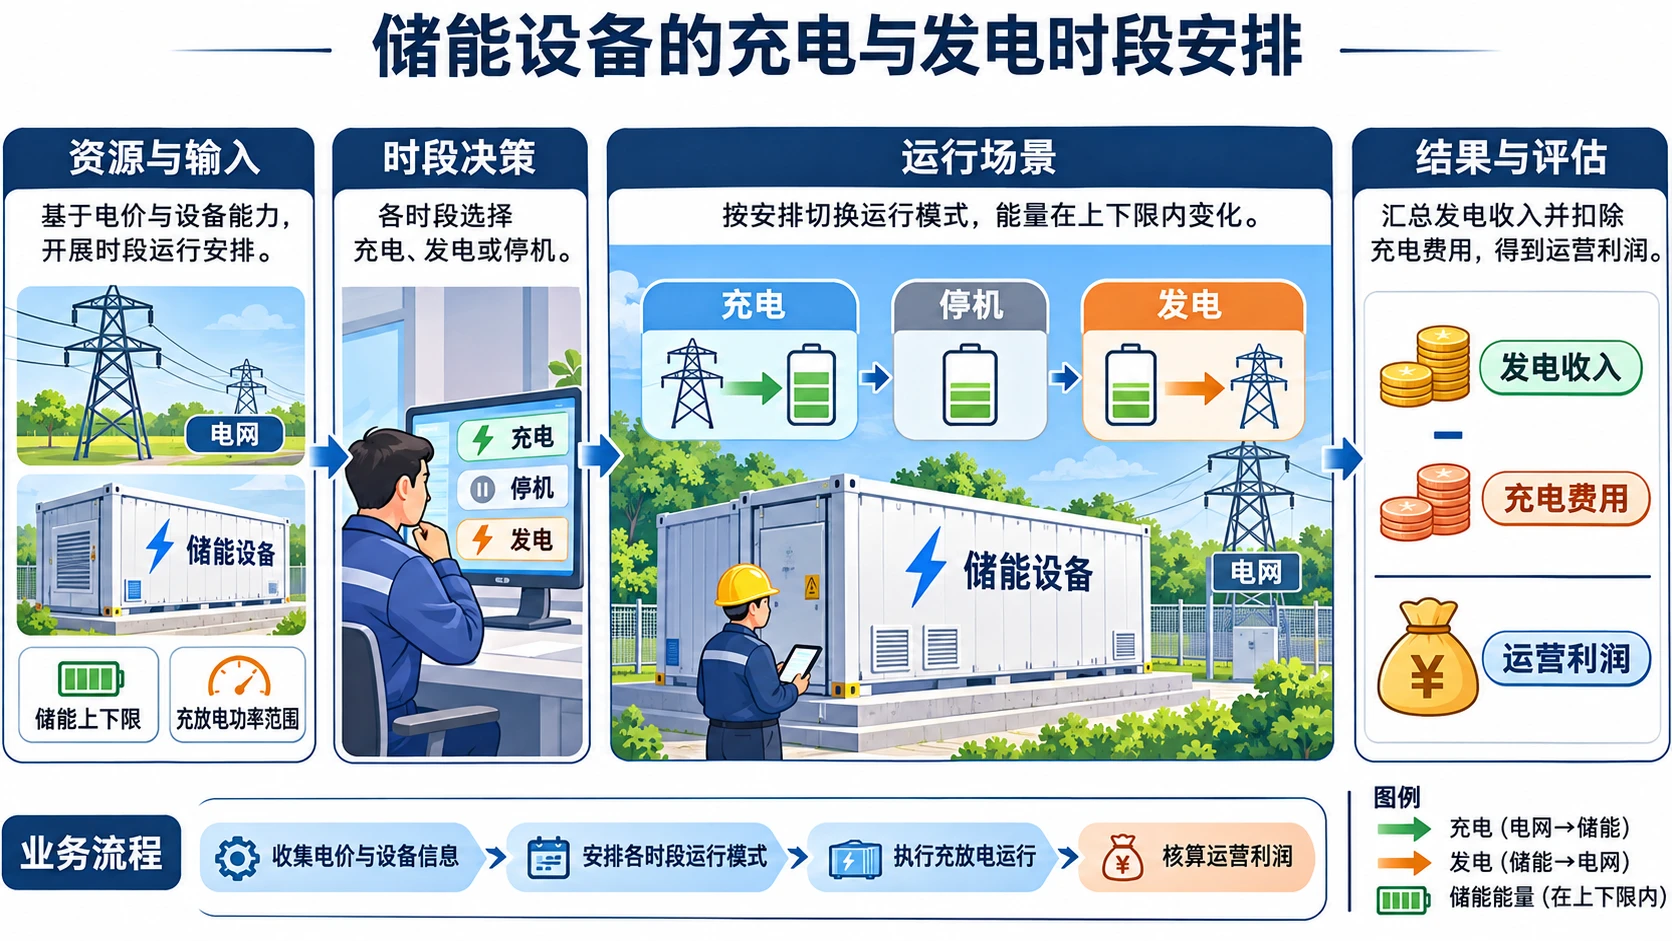 储能设备的充电与发电时段安排
资源与输入
基于电价与设备能力，
开展时段运行安排。
电网
储能设备
储能上下限
充放电功率范围
时段决策
各时段选择
充电、发电或停机。
充电
停机
发电
运行场景
按安排切换运行模式，能量在上下限内变化。
充电
停机
发电
储能设备
电网
结果与评估
汇总发电收入并扣除
充电费用，得到运营利润。
发电收入
充电费用
¥
运营利润
业务流程
收集电价与设备信息
安排各时段运行模式
执行充放电运行
¥
核算运营利润
图例
充电（电网→储能）
发电（储能→电网）
储能能量（在上下限内）